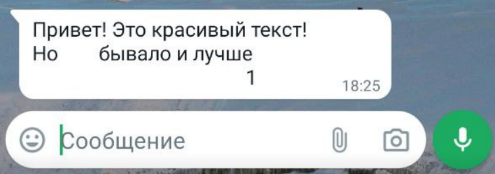 Привет! Это красивый текст!
Но       бывало и лучше
                                    1
18:25
Сообщение